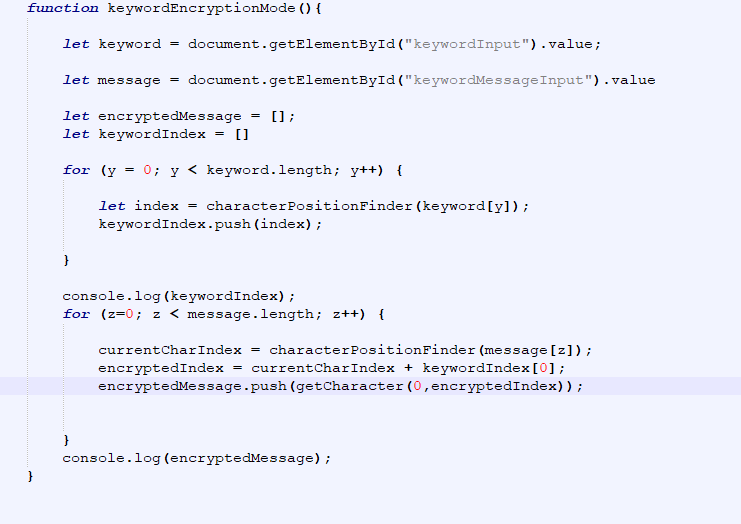 function keywordEncryptionMode(){
let keyword = document.getElementById("keywordInput").value;
let message = document.getElementById("keywordMessageInput").value
let encryptedMessage = [];
let keywordIndex = []
for (y = 0; y < keyword.length; y++) {
let index = characterPositionFinder(keyword[y]);
keywordIndex.push(index);
}
console.log(keywordIndex);
for (z=0; z < message.length; z++) {
currentCharIndex = characterPositionFinder(message[z]);
encryptedIndex = currentCharIndex + keywordIndex[0];
encryptedMessage.push(getCharacter(0,encryptedIndex));
}
console.log(encryptedMessage);
}